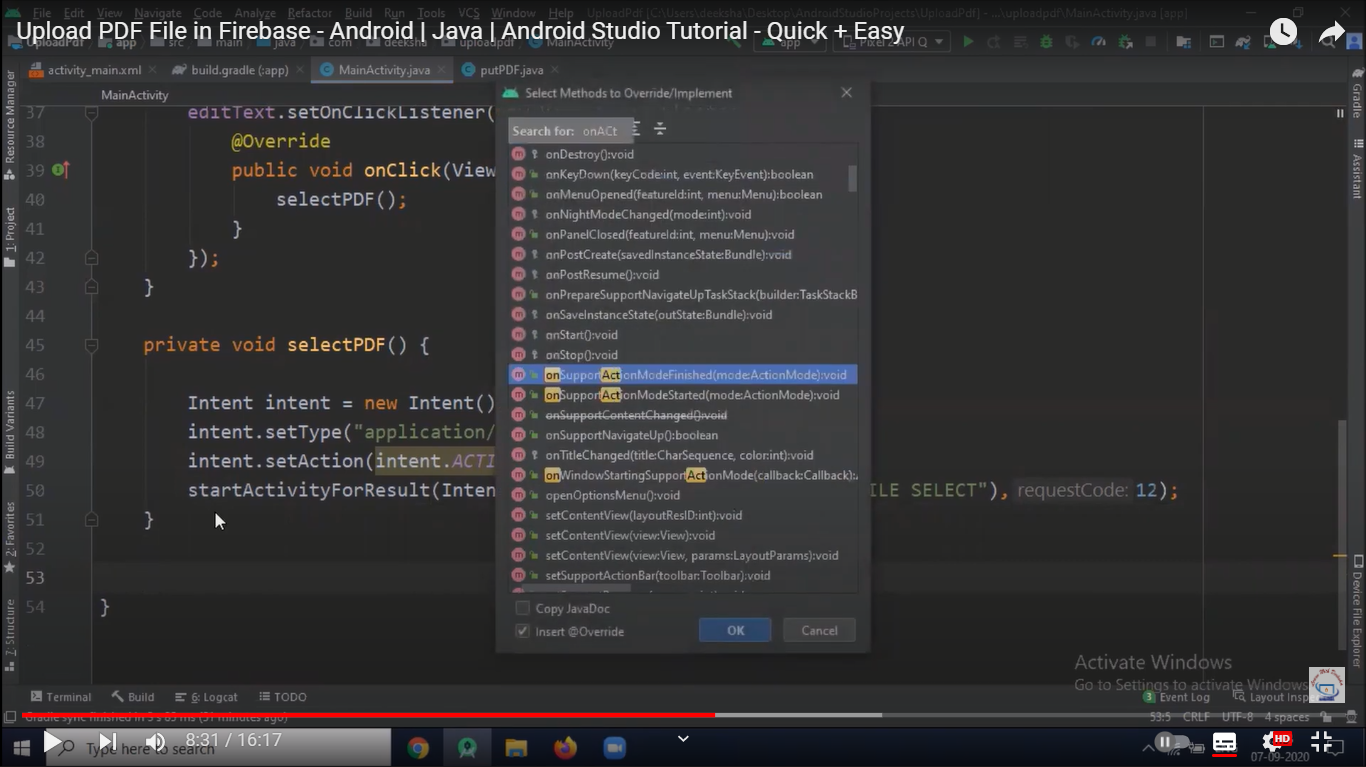 File Edit View Navigate Code Analyze Refactor Build Run Tools VCS Window Help UploadPdf [C:\Users\deeksha\Desktop\AndroidStudioProjects\UploadPdf] - ...\uploadpdf\MainActivity.java [app]
Upload PDF File in Firebase - Android | Java | Android Studio Tutorial - Quick + Easy
UploadPdf app src main java com deeksha uploadpdf MainActivity app Pixel 2 API Q
activity_main.xml build.gradle (:app) MainActivity.java putPDF.java
MainActivity
Select Methods to Override/Implement
Search for: onACt
37 editText.setOnClickListener(
38 @Override
39 public void onClick(View
40 selectPDF();
41 }
42 });
43 }
44
45 private void selectPDF() {
46
47 Intent intent = new Intent()
48 intent.setType("application/
49 intent.setAction(intent.ACTI
50 startActivityForResult(Inten ILE SELECT"), requestCode: 12);
51 }
52
53
54 }
onDestroy():void
onKeyDown(keyCode:int, event:KeyEvent):boolean
onMenuOpened(featureId:int, menu:Menu):boolean
onNightModeChanged(mode:int):void
onPanelClosed(featureId:int, menu:Menu):void
onPostCreate(savedInstanceState:Bundle):void
onPostResume():void
onPrepareSupportNavigateUpTaskStack(builder:TaskStackB
onSaveInstanceState(outState:Bundle):void
onStart():void
onStop():void
onSupportActionModeFinished(mode:ActionMode):void
onSupportActionModeStarted(mode:ActionMode):void
onSupportContentChanged():void
onSupportNavigateUp():boolean
onTitleChanged(title:CharSequence, color:int):void
onWindowStartingSupportActionMode(callback:Callback):
openOptionsMenu():void
setContentView(layoutResID:int):void
setContentView(view:View):void
setContentView(view:View, params:LayoutParams):void
setSupportActionBar(toolbar:Toolbar):void
Copy JavaDoc
Insert @Override
OK Cancel
Resource Manager
1: Project
Build Variants
2: Favorites
7: Structure
Gradle
Assistant
Device File Explorer
Activate Windows
Go to Settings to activate Windows.
Terminal Build 6: Logcat TODO
3 Event Log Layout Inspe
Gradle sync finished in 3 s 65 ms (51 minutes ago)
53:5 CRLF UTF-8 4 spaces
Type here to search
8:31 / 16:17
HD
07-09-2020